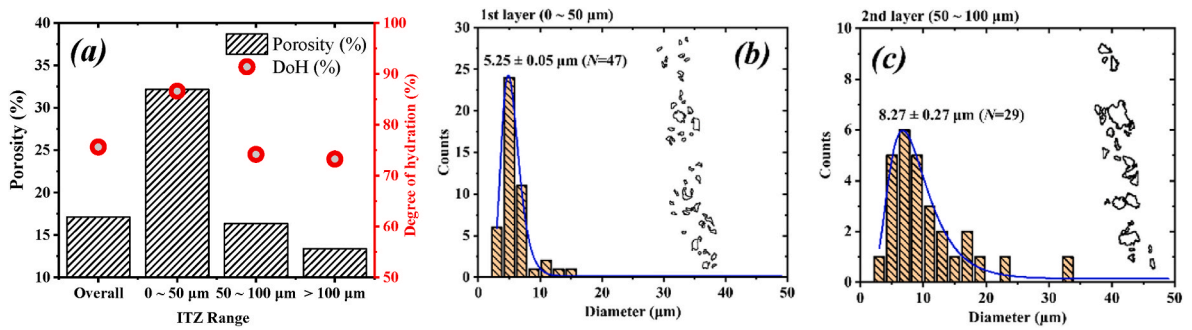 (a)
Porosity (%)
DoH (%)
40
35
30
25
20
15
10
Porosity (%)
100
90
80
70
60
50
Degree of hydration (%)
Overall
0 ~ 50 μm
50 ~ 100 μm
> 100 μm
ITZ Range
1st layer (0 ~ 50 μm)
(b)
5.25 ± 0.05 μm (N=47)
30
25
20
15
10
5
0
Counts
0
10
20
30
40
50
Diameter (μm)
2nd layer (50 ~ 100 μm)
(c)
8.27 ± 0.27 μm (N=29)
10
8
6
4
2
0
Counts
0
10
20
30
40
50
Diameter (μm)